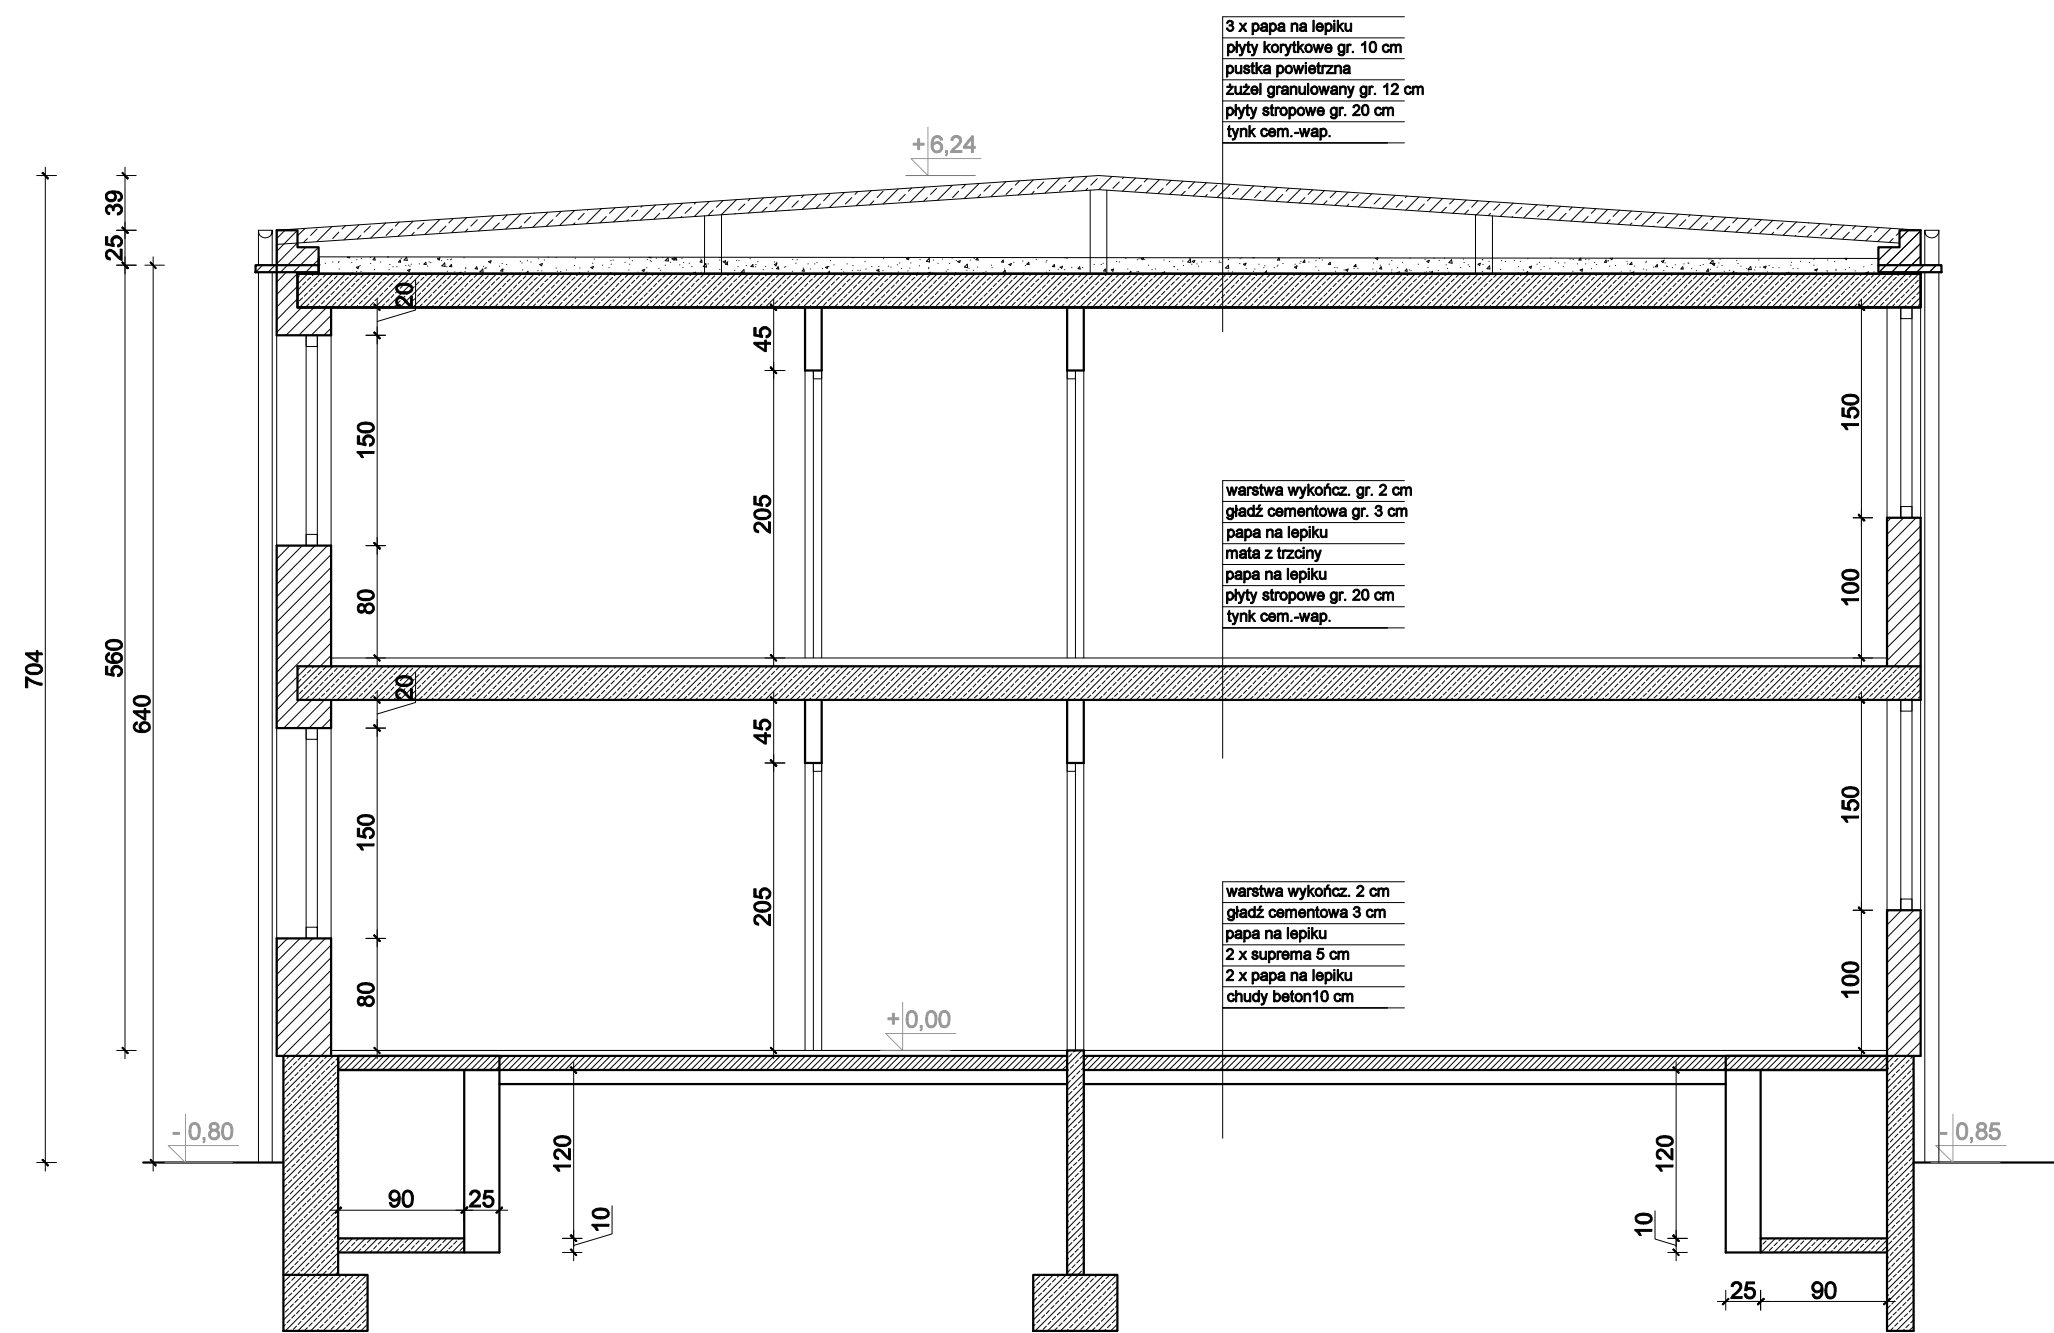 3 x papa na lepiku
płyty korytkowe gr. 10 cm
pustka powietrzna
żużel granulowany gr. 12 cm
płyty stropowe gr. 20 cm
tynk cem.-wap.
+6,24
39
25
20
45
150
205
150
80
100
warstwa wykończ. gr. 2 cm
gładź cementowa gr. 3 cm
papa na lepiku
mata z trzciny
papa na lepiku
płyty stropowe gr. 20 cm
tynk cem.-wap.
704
560
640
20
45
150
205
150
80
100
warstwa wykończ. 2 cm
gładź cementowa 3 cm
papa na lepiku
2 x suprema 5 cm
2 x papa na lepiku
chudy beton10 cm
+0,00
- 0,80
- 0,85
120
120
90
25
10
10
25
90